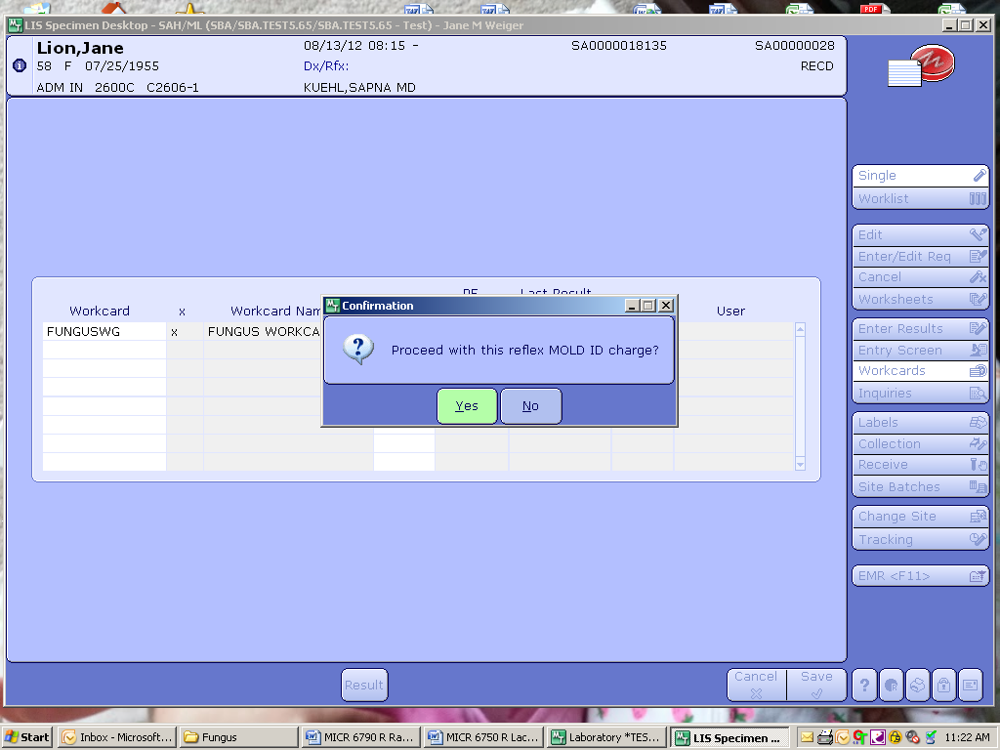 LIS Specimen Desktop - SAH/ML (SBA/SBA.TEST5.65/SBA.TEST5.65 - Test) - Jane M Weiger
Lion,Jane
08/13/12 08:15 -
SA0000018135
SA00000028
58 F 07/25/1955
Dx/Rfx:
RECD
ADM IN 2600C C2606-1
KUEHL,SAPNA MD
Single
Worklist
Edit
Enter/Edit Req
Cancel
Worksheets
Enter Results
Entry Screen
Workcards
Inquiries
Labels
Collection
Receive
Site Batches
Change Site
Tracking
EMR <F11>
Last Result
Workcard
x
Workcard Nam
User
FUNGUSWG
x
FUNGUS WORKCA
Confirmation
Proceed with this reflex MOLD ID charge?
Yes
No
Result
Cancel
Save
Start
Inbox - Microsoft...
Fungus
MICR 6790 R Ra...
MICR 6750 R Lac...
Laboratory *TES...
LIS Specimen ...
11:22 AM